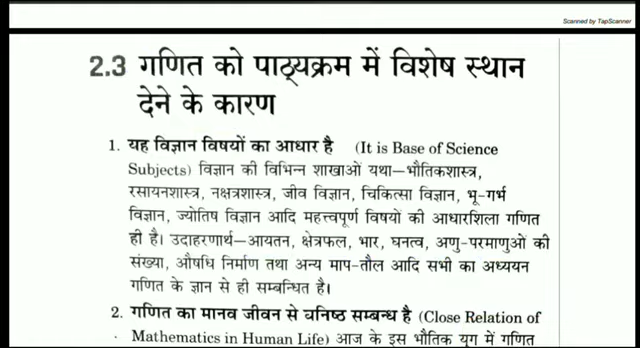 Scanned by TapScanner
2.3 गणित को पाठ्यक्रम में विशेष स्थान
देने के कारण
1. यह विज्ञान विषयों का आधार है (It is Base of Science
Subjects) विज्ञान की विभिन्न शाखाओं यथा—भौतिकशास्त्र,
रसायनशास्त्र, नक्षत्रशास्त्र, जीव विज्ञान, चिकित्सा विज्ञान, भू-गर्भ
विज्ञान, ज्योतिष विज्ञान आदि महत्त्वपूर्ण विषयों की आधारशिला गणित
ही है। उदाहरणार्थ—आयतन, क्षेत्रफल, भार, घनत्व, अणु-परमाणुओं की
संख्या, औषधि निर्माण तथा अन्य माप-तौल आदि सभी का अध्ययन
गणित के ज्ञान से ही सम्बन्धित है।
2. गणित का मानव जीवन से घनिष्ठ सम्बन्ध है (Close Relation of
Mathematics in Human Life) आज के इस भौतिक युग में गणित